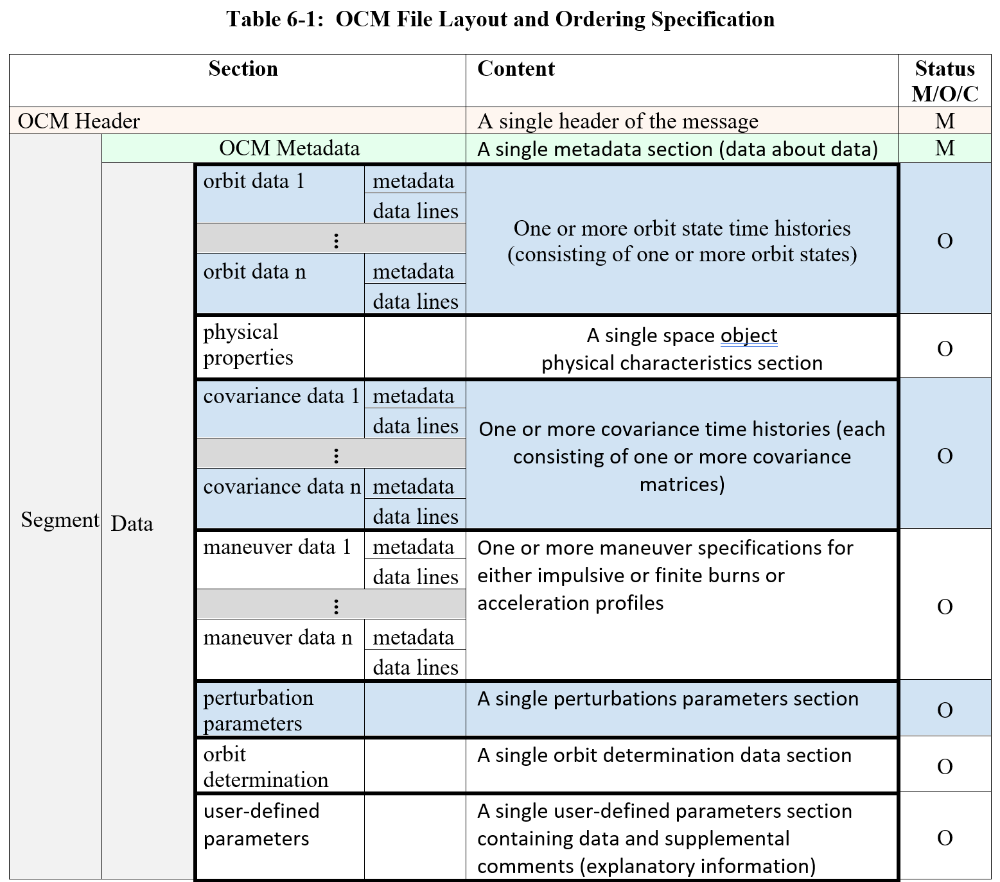 Table 6-1: OCM File Layout and Ordering Specification
Section
Content
Status
M/O/C
OCM Header
A single header of the message
M
Segment
OCM Metadata
A single metadata section (data about data)
M
Data
orbit data 1
metadata
data lines
⋮
orbit data n
metadata
data lines
One or more orbit state time histories
(consisting of one or more orbit states)
O
physical
properties
A single space object
physical characteristics section
O
covariance data 1
metadata
data lines
⋮
covariance data n
metadata
data lines
One or more covariance time histories (each
consisting of one or more covariance
matrices)
O
maneuver data 1
metadata
data lines
⋮
maneuver data n
metadata
data lines
One or more maneuver specifications for
either impulsive or finite burns or
acceleration profiles
O
perturbation
parameters
A single perturbations parameters section
O
orbit
determination
A single orbit determination data section
O
user-defined
parameters
A single user-defined parameters section
containing data and supplemental
comments (explanatory information)
O